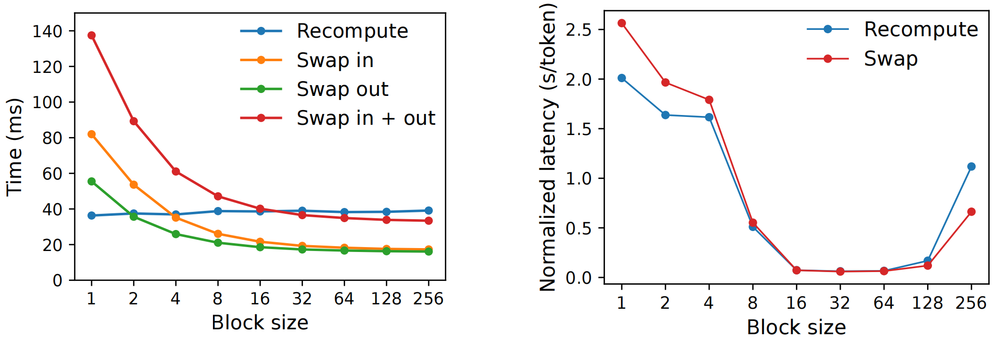 Time (ms)
140
120
100
80
60
40
20
0
1 2 4 8 16 32 64 128 256
Block size
Recompute
Swap in
Swap out
Swap in + out
Normalized latency (s/token)
2.5
2.0
1.5
1.0
0.5
0.0
1 2 4 8 16 32 64 128 256
Block size
Recompute
Swap